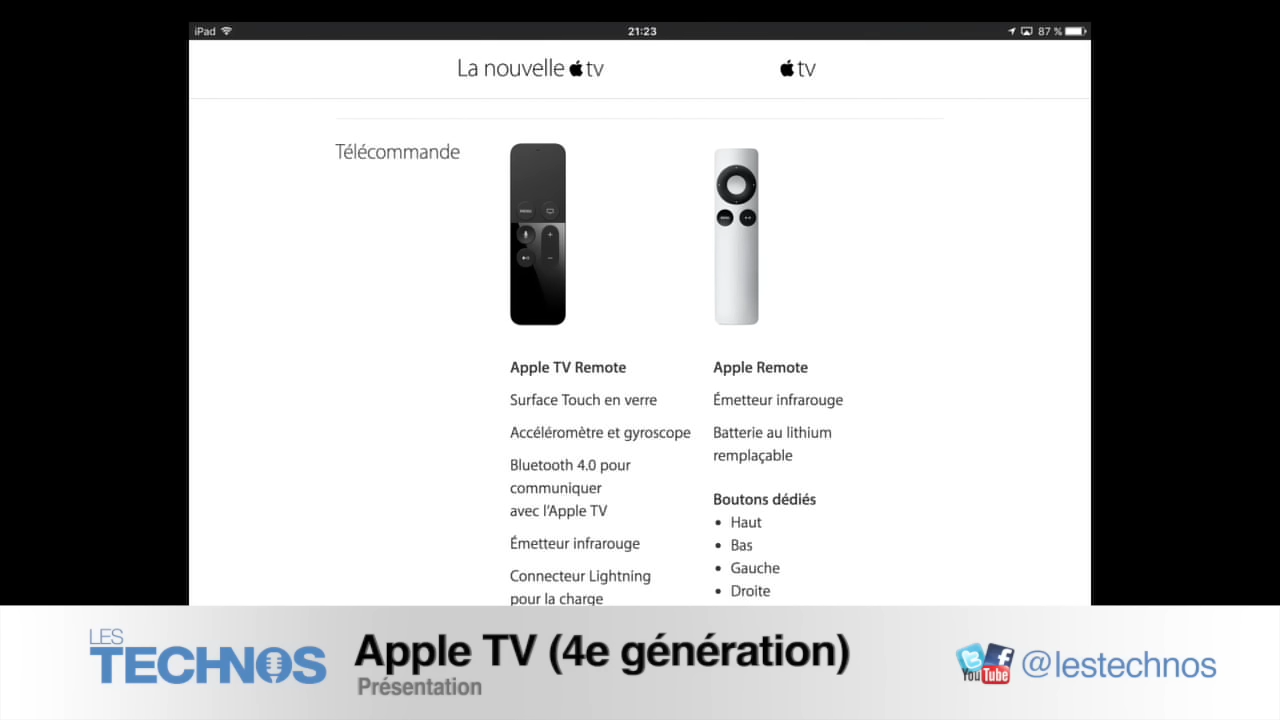 iPad 21:23 87 %
La nouvelle tv
tv
Télécommande
MENU
MENU
Apple TV Remote
Surface Touch en verre
Accéléromètre et gyroscope
Bluetooth 4.0 pour
communiquer
avec l'Apple TV
Émetteur infrarouge
Connecteur Lightning
pour la charge
Apple Remote
Émetteur infrarouge
Batterie au lithium
remplaçable
Boutons dédiés
• Haut
• Bas
• Gauche
• Droite
LES
TECHNOS
Apple TV (4e génération)
Présentation
You Tube
@lestechnos